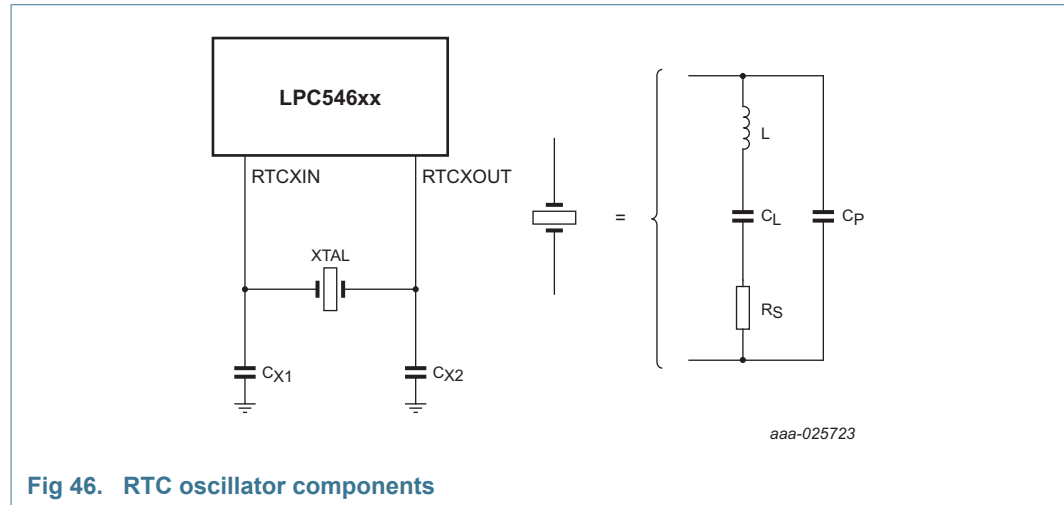 LPC546xx
RTCXIN
RTCXOUT
XTAL
CX1
CX2
=
L
CL
CP
RS
aaa-025723
Fig 46. RTC oscillator components